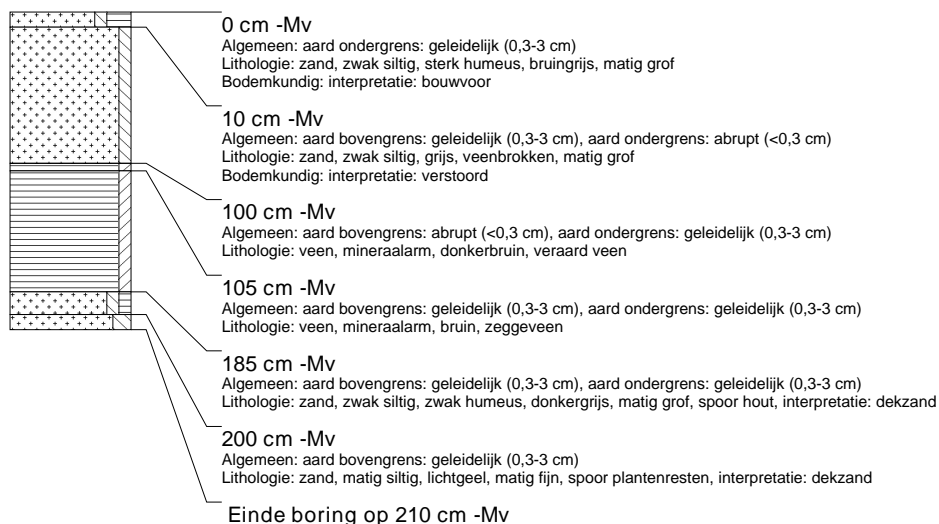 0 cm -Mv
Algemeen: aard ondergrens: geleidelijk (0,3-3 cm)
Lithologie: zand, zwak siltig, sterk humeus, bruingrijs, matig grof
Bodemkundig: interpretatie: bouwvoor
10 cm -Mv
Algemeen: aard bovengrens: geleidelijk (0,3-3 cm), aard ondergrens: abrupt (<0,3 cm)
Lithologie: zand, zwak siltig, grijs, veenbrokken, matig grof
Bodemkundig: interpretatie: verstoord
100 cm -Mv
Algemeen: aard bovengrens: abrupt (<0,3 cm), aard ondergrens: geleidelijk (0,3-3 cm)
Lithologie: veen, mineraalarm, donkerbruin, veraard veen
105 cm -Mv
Algemeen: aard bovengrens: geleidelijk (0,3-3 cm), aard ondergrens: geleidelijk (0,3-3 cm)
Lithologie: veen, mineraalarm, bruin, zeggeveen
185 cm -Mv
Algemeen: aard bovengrens: geleidelijk (0,3-3 cm), aard ondergrens: geleidelijk (0,3-3 cm)
Lithologie: zand, zwak siltig, zwak humeus, donkergrijs, matig grof, spoor hout, interpretatie: dekzand
200 cm -Mv
Algemeen: aard bovengrens: geleidelijk (0,3-3 cm)
Lithologie: zand, matig siltig, lichtgeel, matig fijn, spoor plantenresten, interpretatie: dekzand
Einde boring op 210 cm -Mv